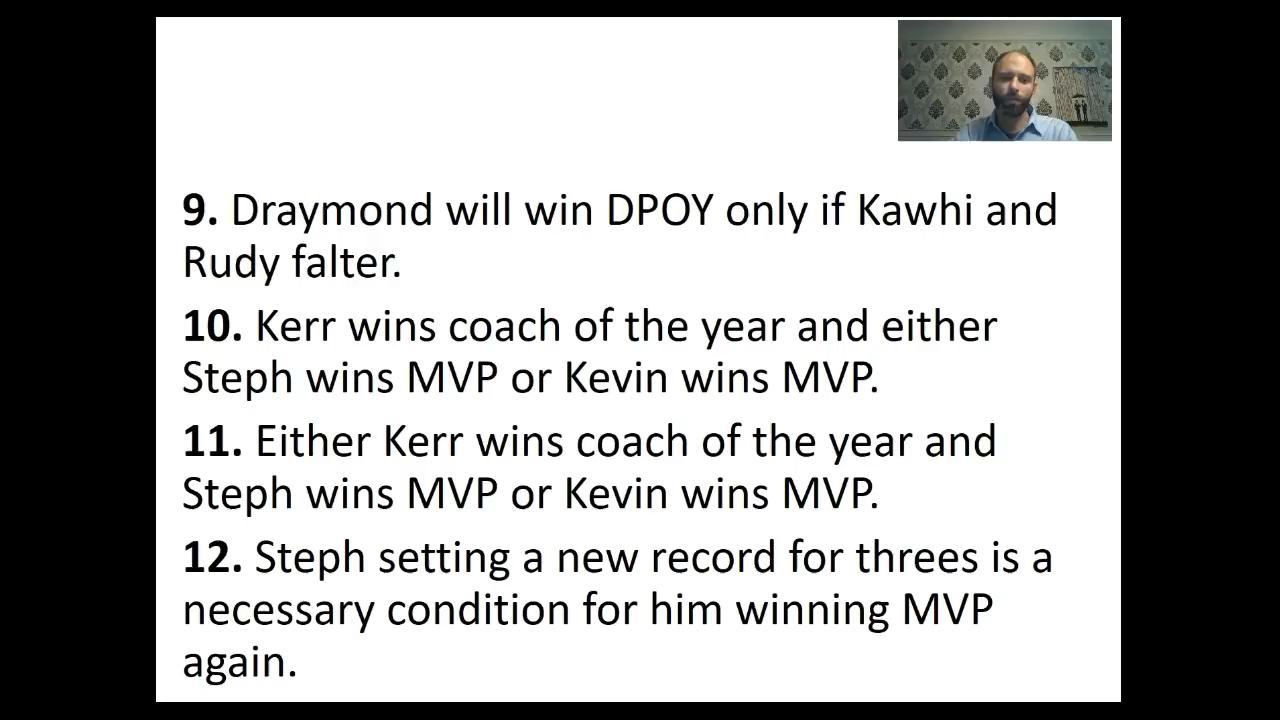 9. Draymond will win DPOY only if Kawhi and
Rudy falter.
10. Kerr wins coach of the year and either
Steph wins MVP or Kevin wins MVP.
11. Either Kerr wins coach of the year and
Steph wins MVP or Kevin wins MVP.
12. Steph setting a new record for threes is a
necessary condition for him winning MVP
again.